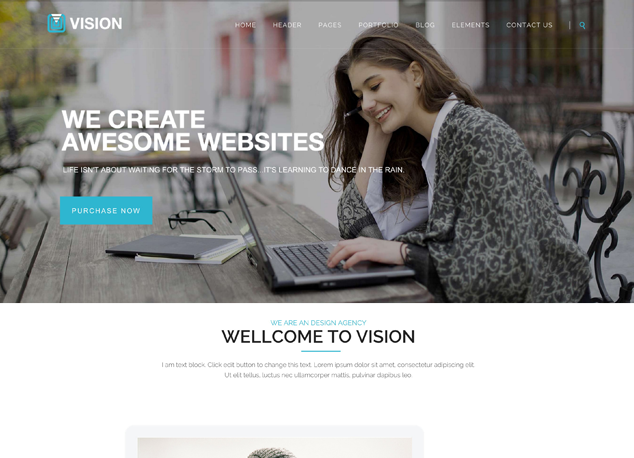 VISION
HOME HEADER PAGES PORTFOLIO BLOG ELEMENTS CONTACT US
WE CREATE
AWESOME WEBSITES
LIFE ISN'T ABOUT WAITING FOR THE STORM TO PASS...IT'S LEARNING TO DANCE IN THE RAIN.
PURCHASE NOW
WE ARE AN DESIGN AGENCY
WELLCOME TO VISION
I am text block. Click edit button to change this text. Lorem ipsum dolor sit amet, consectetur adipiscing elit.
Ut elit tellus, luctus nec ullamcorper mattis, pulvinar dapibus leo.